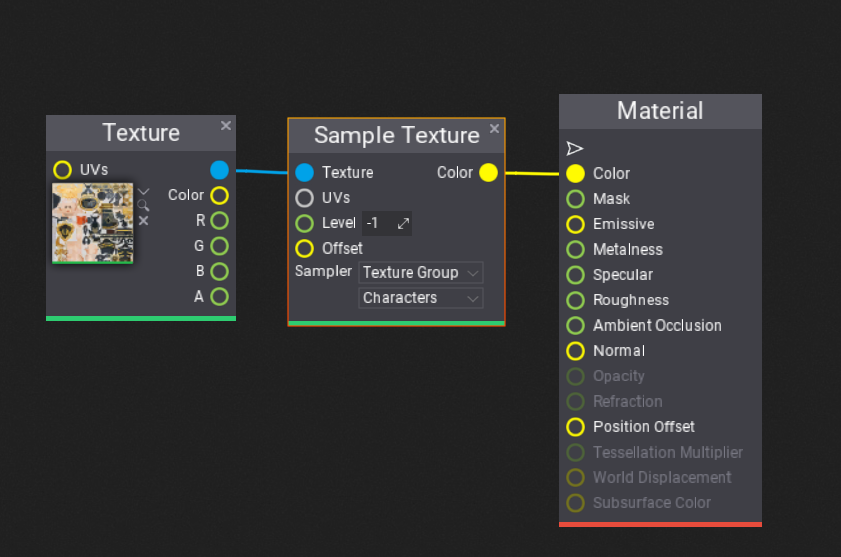 Texture
UVs
Color
R
G
B
A
Sample Texture
Texture
Color
UVs
Level -1
Offset
Sampler Texture Group
Characters
Material
Color
Mask
Emissive
Metalness
Specular
Roughness
Ambient Occlusion
Normal
Opacity
Refraction
Position Offset
Tessellation Multiplier
World Displacement
Subsurface Color